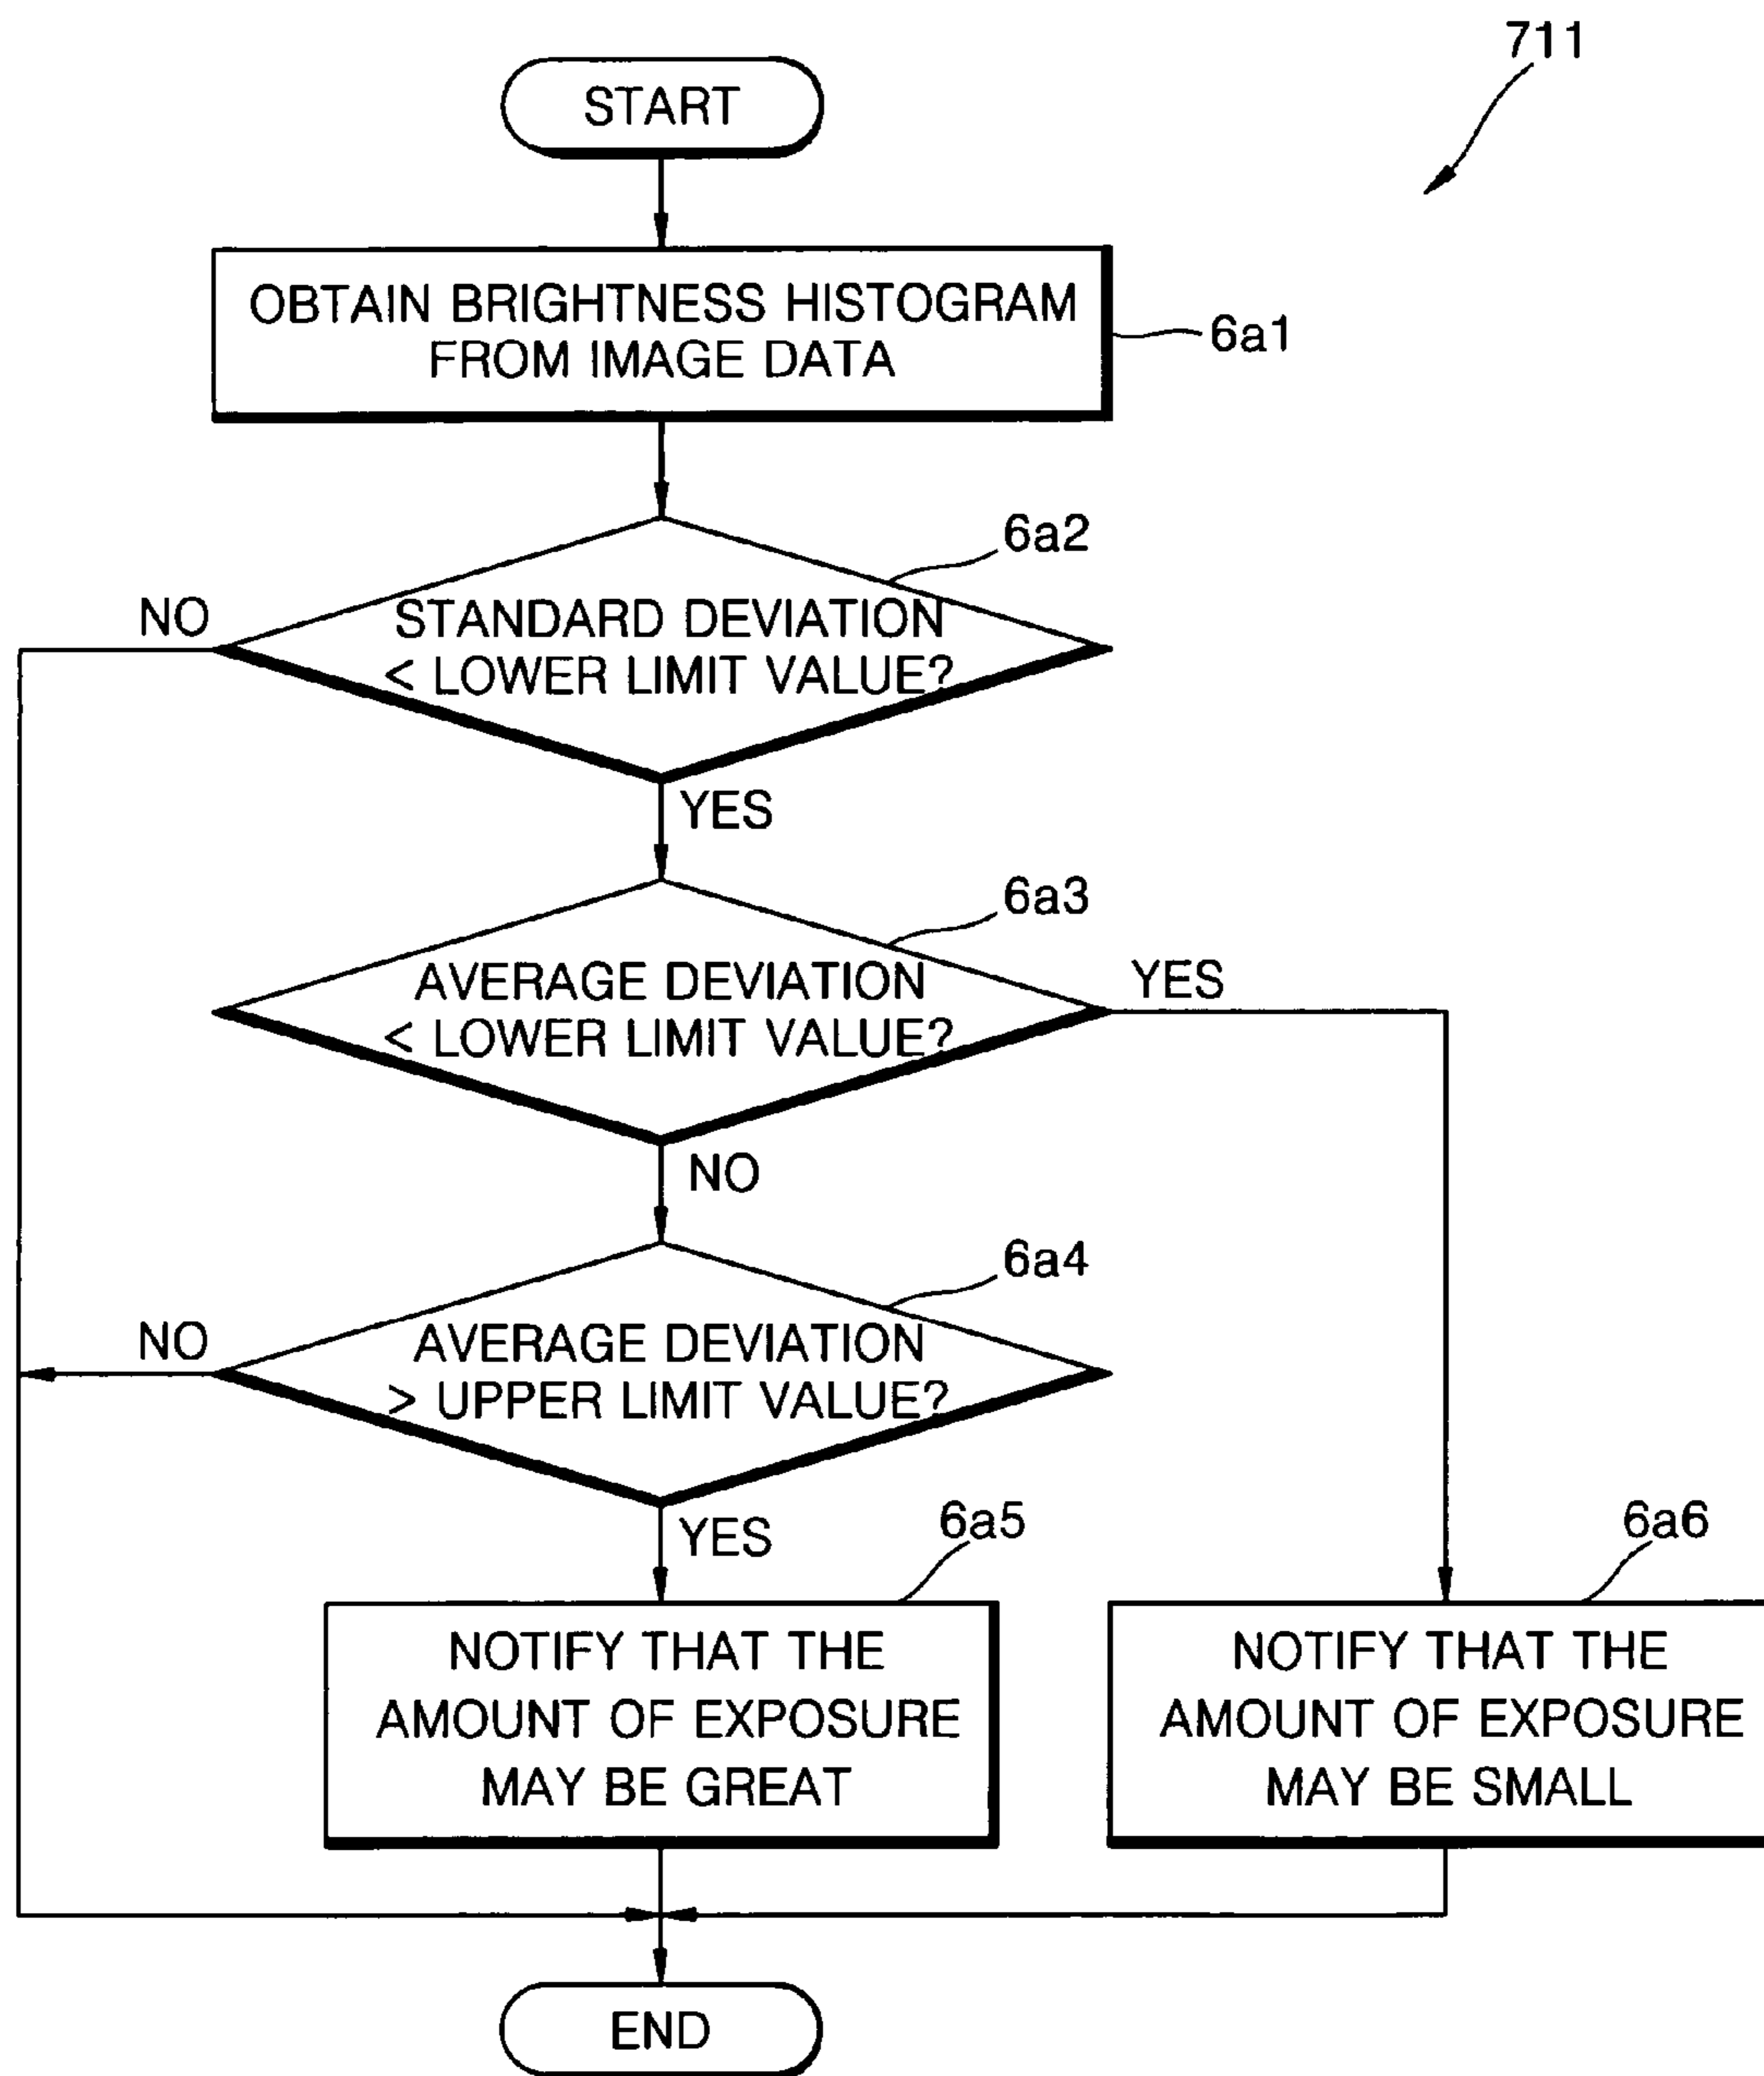 711
START
OBTAIN BRIGHTNESS HISTOGRAM
FROM IMAGE DATA
6a1
6a2
NO
STANDARD DEVIATION
< LOWER LIMIT VALUE?
YES
6a3
AVERAGE DEVIATION
< LOWER LIMIT VALUE?
YES
NO
6a4
NO
AVERAGE DEVIATION
> UPPER LIMIT VALUE?
YES
6a5
6a6
NOTIFY THAT THE
AMOUNT OF EXPOSURE
MAY BE GREAT
NOTIFY THAT THE
AMOUNT OF EXPOSURE
MAY BE SMALL
END